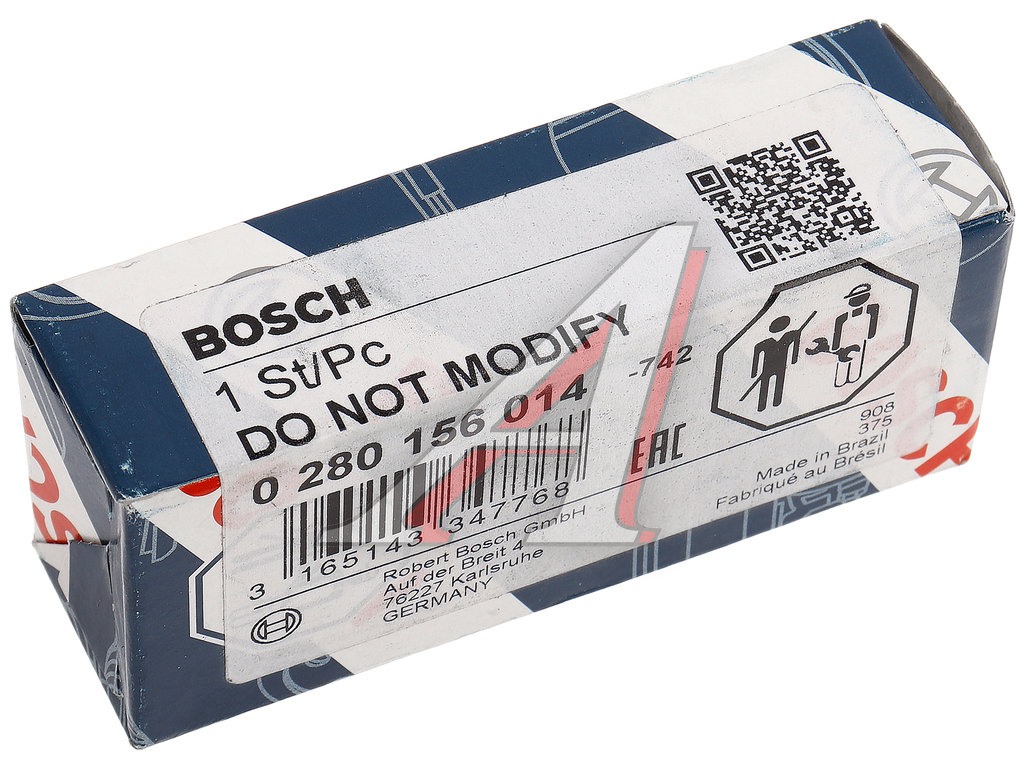 BOSCH
1 St/Pc
DO NOT MODIFY
0 280 156 014
-742
3 165143 347768
EAC
908
375
Made in Brazil
Fabriqué au Brésil
Robert Bosch GmbH
Auf der Breit 4
76227 Karlsruhe
GERMANY